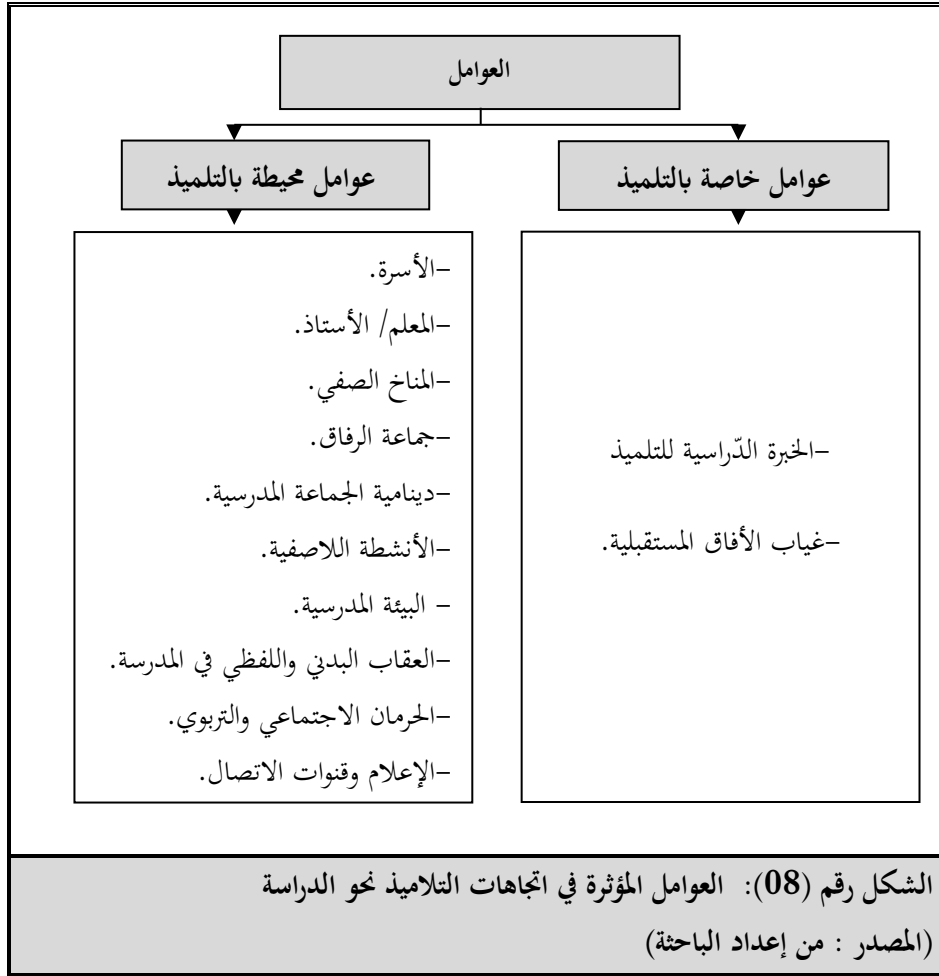 العوامل
عوامل خاصة بالتلميذ
عوامل محيطة بالتلميذ
-الخبرة الدّراسية للتلميذ
-غياب الأفاق المستقبلية.
-الأسرة.
-المعلم/ الأستاذ.
-المناخ الصفي.
-جماعة الرفاق.
-دينامية الجماعة المدرسية.
-الأنشطة اللاصفية.
- البيئة المدرسية.
-العقاب البدني واللفظي في المدرسة.
-الحرمان الاجتماعي والتربوي.
-الإعلام وقنوات الاتصال.
الشكل رقم (08): العوامل المؤثرة في اتجاهات التلاميذ نحو الدراسة
(المصدر : من إعداد الباحثة)